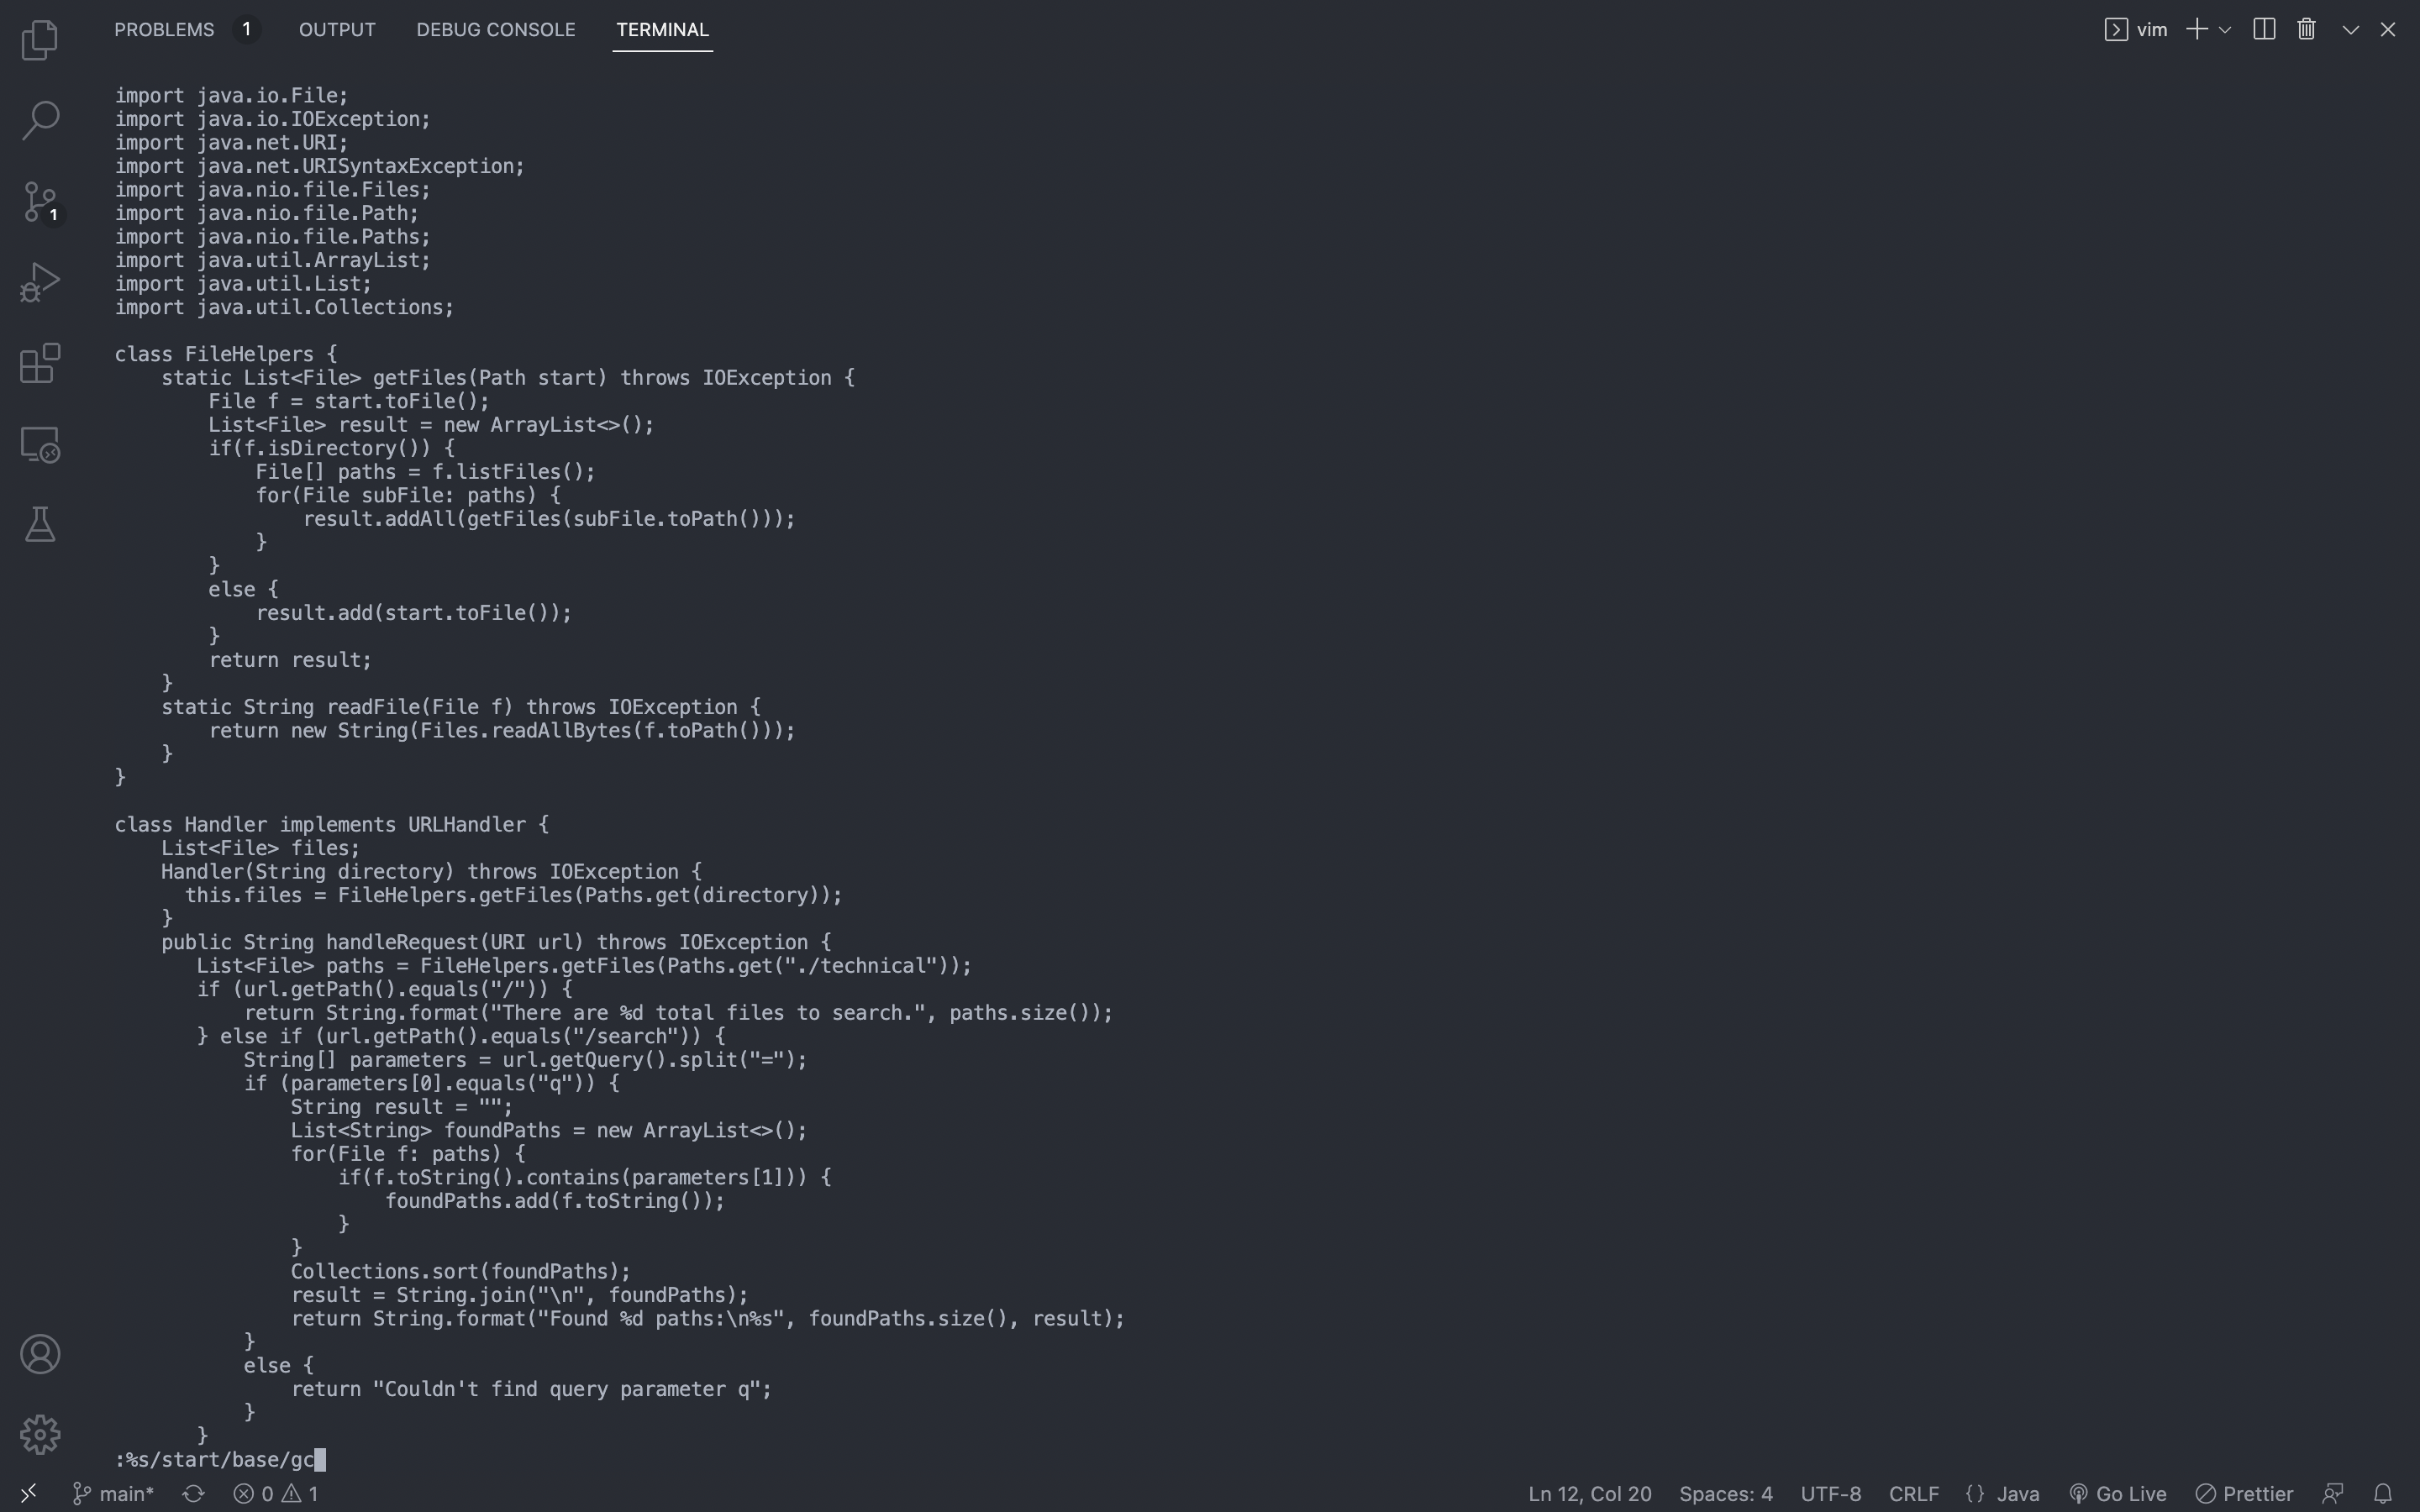 PROBLEMS 1 OUTPUT DEBUG CONSOLE TERMINAL vim
import java.io.File;
import java.io.IOException;
import java.net.URI;
import java.net.URISyntaxException;
import java.nio.file.Files;
import java.nio.file.Path;
import java.nio.file.Paths;
import java.util.ArrayList;
import java.util.List;
import java.util.Collections;
1

class FileHelpers {
    static List<File> getFiles(Path start) throws IOException {
        File f = start.toFile();
        List<File> result = new ArrayList<>();
        if(f.isDirectory()) {
            File[] paths = f.listFiles();
            for(File subFile: paths) {
                result.addAll(getFiles(subFile.toPath()));
            }
        }
        else {
            result.add(start.toFile());
        }
        return result;
    }
    static String readFile(File f) throws IOException {
        return new String(Files.readAllBytes(f.toPath()));
    }
}

class Handler implements URLHandler {
    List<File> files;
    Handler(String directory) throws IOException {
      this.files = FileHelpers.getFiles(Paths.get(directory));
    }
    public String handleRequest(URI url) throws IOException {
       List<File> paths = FileHelpers.getFiles(Paths.get("./technical"));
       if (url.getPath().equals("/")) {
           return String.format("There are %d total files to search.", paths.size());
       } else if (url.getPath().equals("/search")) {
           String[] parameters = url.getQuery().split("=");
           if (parameters[0].equals("q")) {
               String result = "";
               List<String> foundPaths = new ArrayList<>();
               for(File f: paths) {
                   if(f.toString().contains(parameters[1])) {
                       foundPaths.add(f.toString());
                   }
               }
               Collections.sort(foundPaths);
               result = String.join("\n", foundPaths);
               return String.format("Found %d paths:\n%s", foundPaths.size(), result);
           }
           else {
               return "Couldn't find query parameter q";
           }
       }
:%s/start/base/gc
main* 0 1 Ln 12, Col 20 Spaces: 4 UTF-8 CRLF {} Java Go Live Prettier